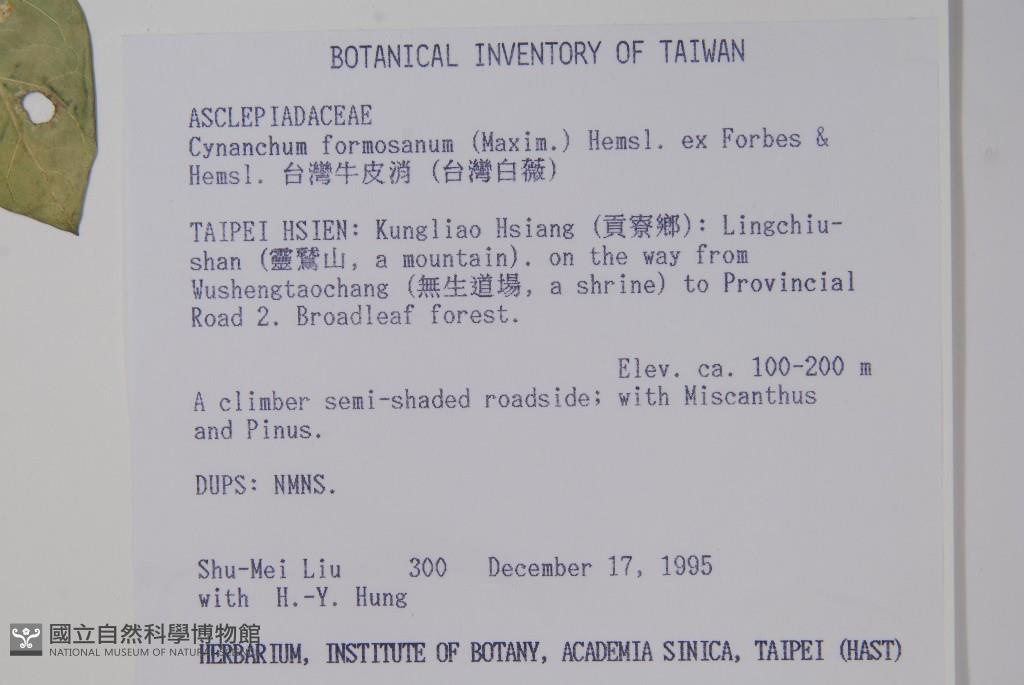 BOTANICAL INVENTORY OF TAIWAN
ASCLEPIADACEAE
Cynanchum formosanum (Maxim.) Hemsl. ex Forbes &
Hemsl. 台灣牛皮消 (台灣白薇)
TAIPEI HSIEN: Kungliao Hsiang (貢寮鄉): Lingchiu-
shan (靈鷲山, a mountain). on the way from
Wushengtaochang (無生道場, a shrine) to Provincial
Road 2. Broadleaf forest.
Elev. ca. 100-200 m
A climber semi-shaded roadside; with Miscanthus
and Pinus.
DUPS: NMNS.
Shu-Mei Liu 300 December 17, 1995
with H.-Y. Hung
國立自然科學博物館
NATIONAL MUSEUM OF NATURAL
HERBARIUM, INSTITUTE OF BOTANY, ACADEMIA SINICA, TAIPEI (HAST)